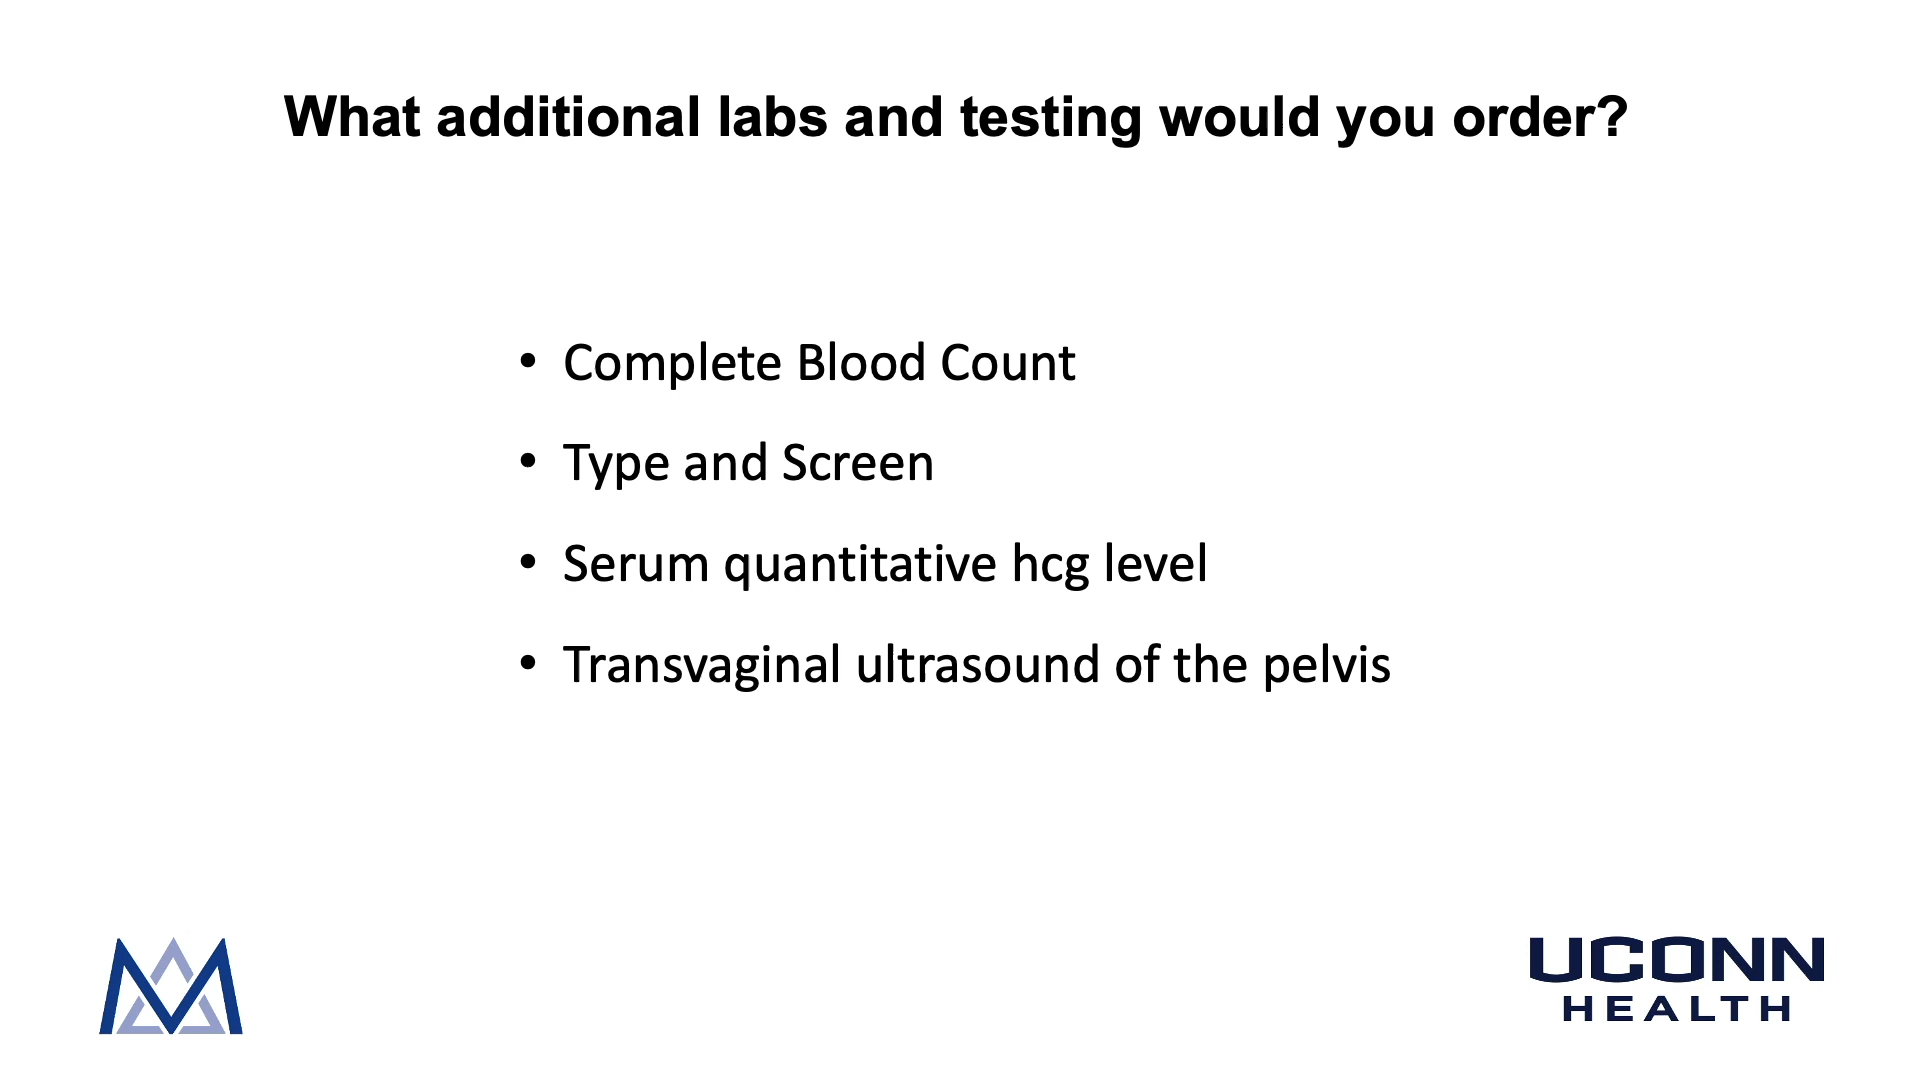 What additional labs and testing would you order?
• Complete Blood Count
• Type and Screen
• Serum quantitative hcg level
• Transvaginal ultrasound of the pelvis
UCONN
HEALTH